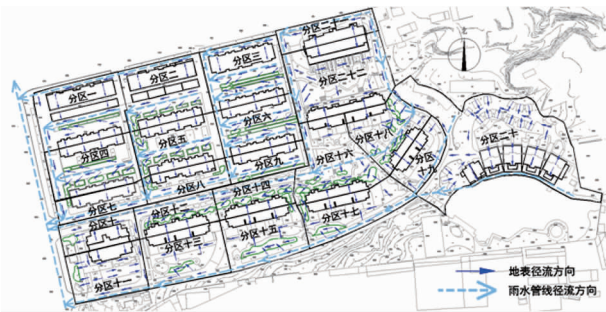 分区二十一
分区三
分区二
分区一
分区二十二
分区六
分区五
分区四
分区十八
分区二十
分区十六
分区九
分区十九
分区八
分区十四
分区七
分区十二
分区十
分区十七
分区十五
分区十三
分区十一
地表径流方向
雨水管线径流方向